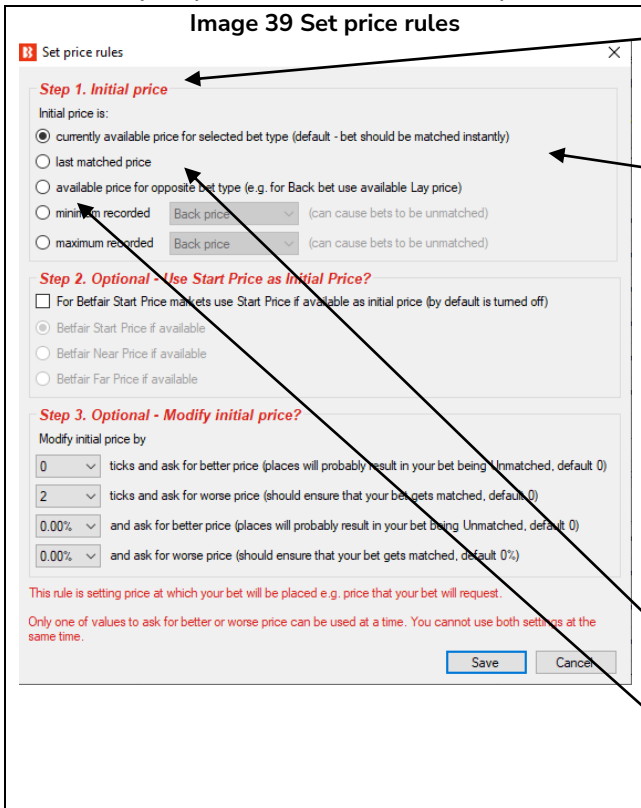 Image 39 Set price rules
Set price rules
Step 1. Initial price
Initial price is:
currently available price for selected bet type (default - bet should be matched instantly)
last matched price
available price for opposite bet type (e.g. for Back bet use available Lay price)
minimum recorded Back price (can cause bets to be unmatched)
maximum recorded Back price (can cause bets to be unmatched)
Step 2. Optional - Use Start Price as Initial Price?
For Betfair Start Price markets use Start Price if available as initial price (by default is turned off)
Betfair Start Price if available
Betfair Near Price if available
Betfair Far Price if available
Step 3. Optional - Modify initial price?
Modify initial price by
0 ticks and ask for better price (places will probably result in your bet being Unmatched, default 0)
2 ticks and ask for worse price (should ensure that your bet gets matched, default 0)
0.00% and ask for better price (places will probably result in your bet being Unmatched, default 0)
0.00% and ask for worse price (should ensure that your bet gets matched, default 0%)
This rule is setting price at which your bet will be placed e.g. price that your bet will request.
Only one of values to ask for better or worse price can be used at a time. You cannot use both settings at the
same time.
Save Cancel